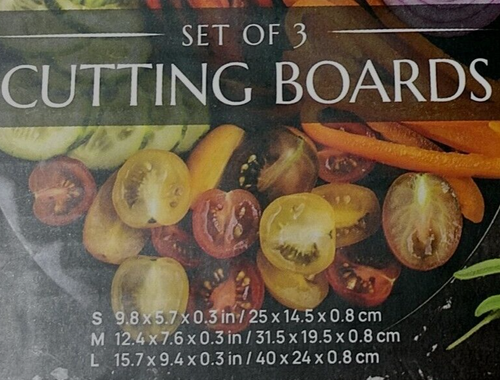 SET OF 3
CUTTING BOARDS
S 9.8 x 5.7 x 0.3 in / 25 x 14.5 x 0.8 cm
M 12.4 x 7.6 x 0.3 in / 31.5 x 19.5 x 0.8 cm
L 15.7 x 9.4 x 0.3 in / 40 x 24 x 0.8 cm